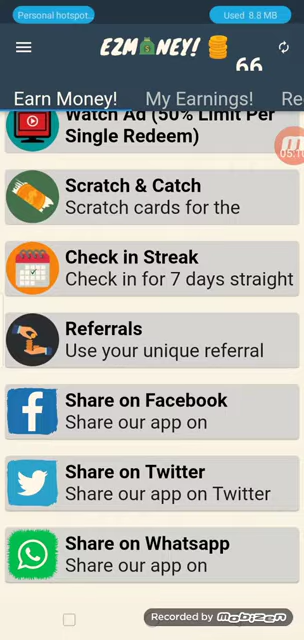 Personal hotspot..
Used 8.8 MB
EZMONEY!
66
Earn Money!
My Earnings!
Re
Watch Ad (50% Limit Per
Single Redeem)
05:10
Scratch & Catch
Scratch cards for the
Check in Streak
Check in for 7 days straight
Referrals
Use your unique referral
Share on Facebook
Share our app on
Share on Twitter
Share our app on Twitter
Share on Whatsapp
Share our app on
Recorded by Mobizen